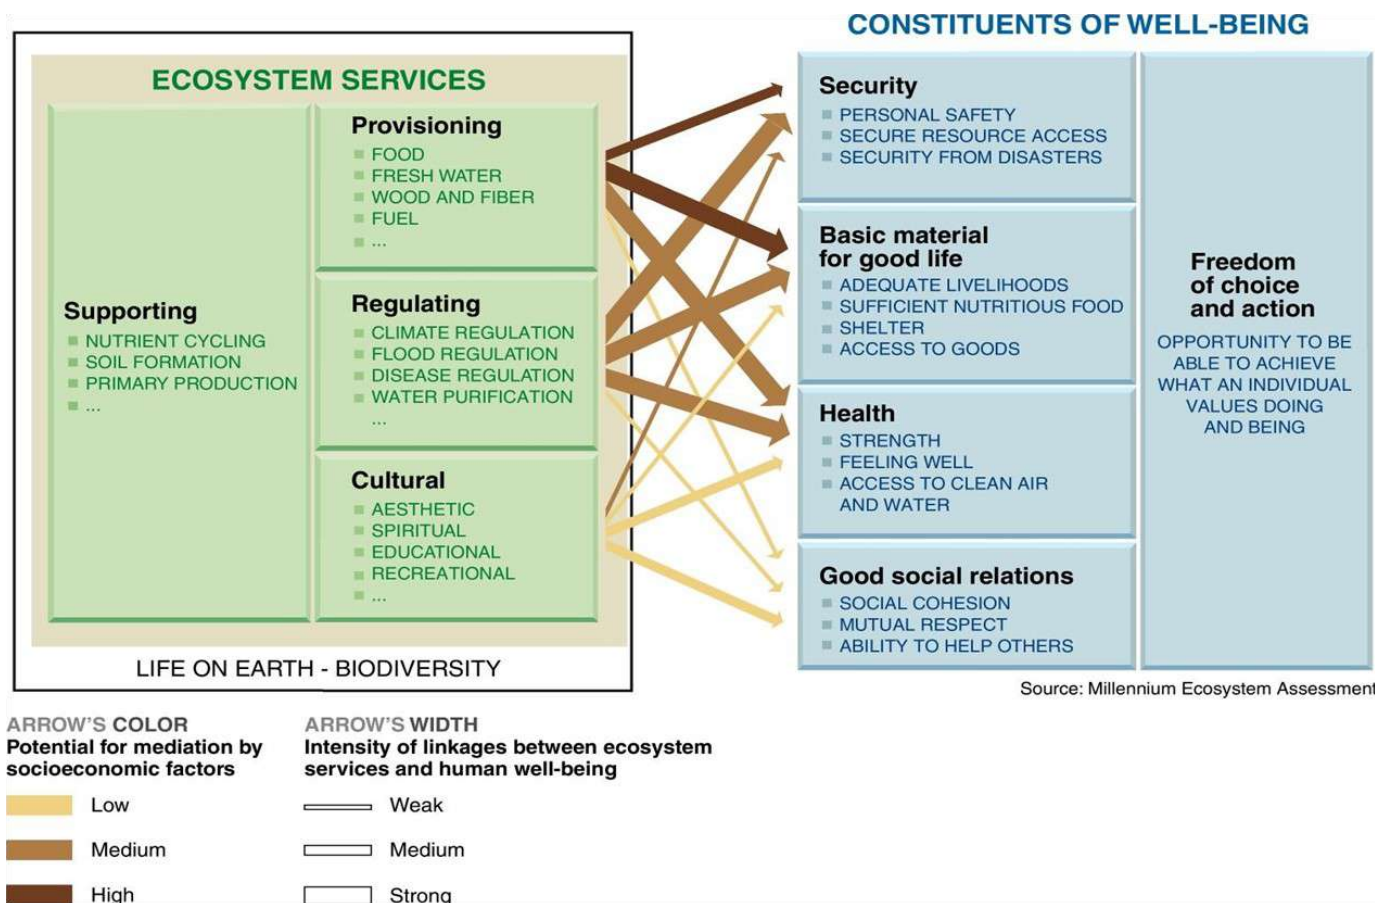 ECOSYSTEM SERVICES
Supporting
NUTRIENT CYCLING
SOIL FORMATION
PRIMARY PRODUCTION
...
Provisioning
FOOD
FRESH WATER
WOOD AND FIBER
FUEL
...
Regulating
CLIMATE REGULATION
FLOOD REGULATION
DISEASE REGULATION
WATER PURIFICATION
...
Cultural
AESTHETIC
SPIRITUAL
EDUCATIONAL
RECREATIONAL
...
LIFE ON EARTH - BIODIVERSITY
CONSTITUENTS OF WELL-BEING
Security
PERSONAL SAFETY
SECURE RESOURCE ACCESS
SECURITY FROM DISASTERS
Basic material
for good life
ADEQUATE LIVELIHOODS
SUFFICIENT NUTRITIOUS FOOD
SHELTER
ACCESS TO GOODS
Health
STRENGTH
FEELING WELL
ACCESS TO CLEAN AIR
AND WATER
Good social relations
SOCIAL COHESION
MUTUAL RESPECT
ABILITY TO HELP OTHERS
Freedom
of choice
and action
OPPORTUNITY TO BE
ABLE TO ACHIEVE
WHAT AN INDIVIDUAL
VALUES DOING
AND BEING
Source: Millennium Ecosystem Assessment
ARROW'S COLOR
Potential for mediation by
socioeconomic factors
Low
Medium
High
ARROW'S WIDTH
Intensity of linkages between ecosystem
services and human well-being
Weak
Medium
Strong